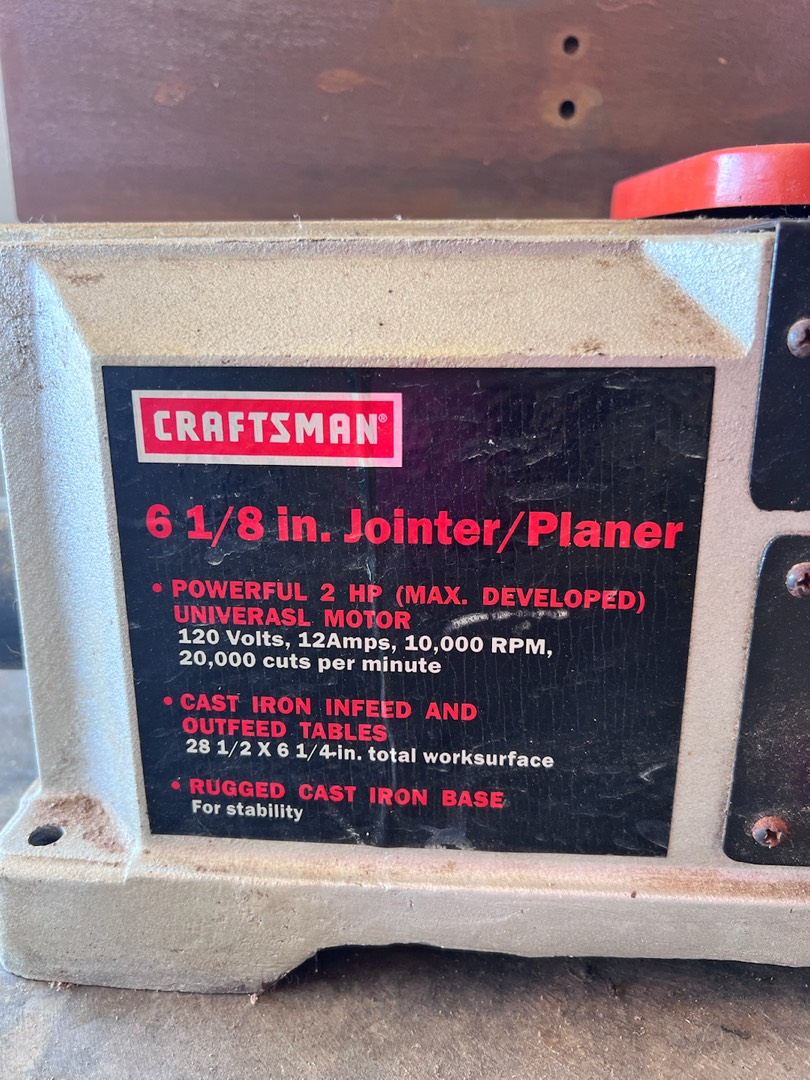 CRAFTSMAN®
6 1/8 in. Jointer/Planer
• POWERFUL 2 HP (MAX. DEVELOPED)
UNIVERASL MOTOR
120 Volts, 12Amps, 10,000 RPM,
20,000 cuts per minute
• CAST IRON INFEED AND
OUTFEED TABLES
28 1/2 X 6 1/4-in. total worksurface
• RUGGED CAST IRON BASE
For stability